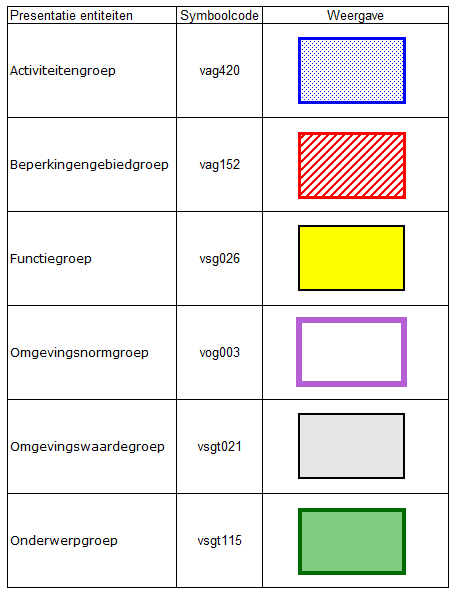 Presentatie entiteiten Symboolcode Weergave
Activiteitengroep vag420
Beperkingengebiedgroep vag152
Functiegroep vsg026
Omgevingsnormgroep vog003
Omgevingswaardegroep vsgt021
Onderwerpgroep vsgt115